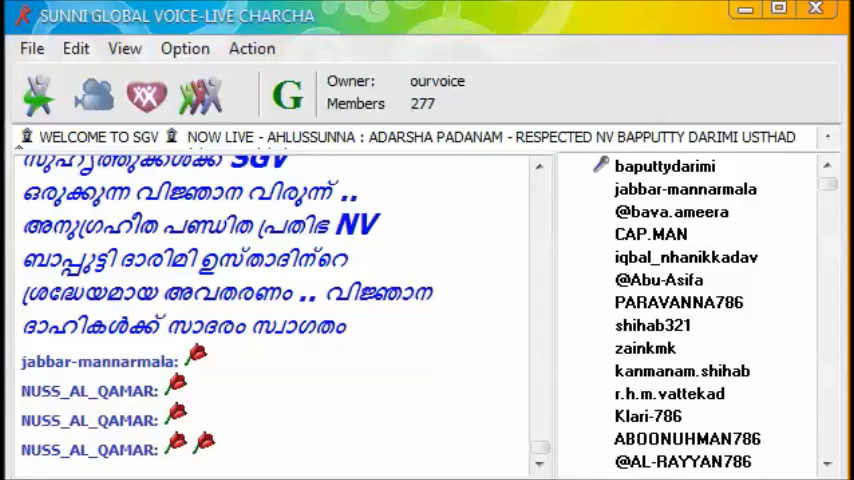 SUNNI GLOBAL VOICE-LIVE CHARCHA
File Edit View Option Action
G
Owner: ourvoice
Members 277
WELCOME TO SGV NOW LIVE - AHLUSSUNNA : ADARSHA PADANAM - RESPECTED NV BAPPUTTY DARIMI USTHAD
സുഹൃത്തുക്കൾക്ക് SGV
ഒരുക്കുന്ന വിജ്ഞാന വിരുന്ന് ..
അനുഗ്രഹീത പണ്ഡിത പ്രതിഭ NV
ബാപ്പുട്ടി ദാരിമി ഉസ്താദിന്റെ
ശ്രദ്ധേയമായ അവതരണം .. വിജ്ഞാന
ദാഹികൾക്ക് സാദരം സ്വാഗതം
jabbar-mannarmala:
NUSS_AL_QAMAR:
NUSS_AL_QAMAR:
NUSS_AL_QAMAR:
baputtydarimi
jabbar-mannarmala
@bava.ameera
CAP.MAN
iqbal_nhanikkadav
@Abu-Asifa
PARAVANNA786
shihab321
zainkmk
kanmanam.shihab
r.h.m.vattekad
Klari-786
ABOONUHMAN786
@AL-RAYYAN786